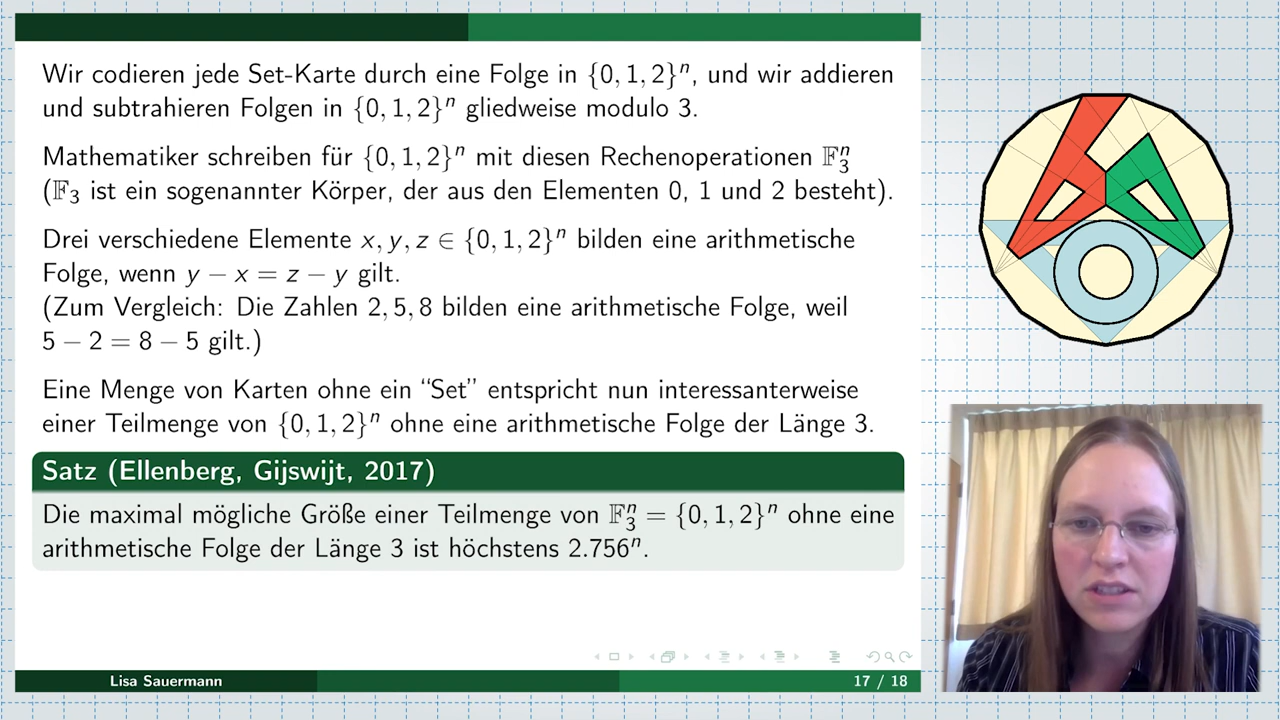 Wir codieren jede Set-Karte durch eine Folge in {0, 1, 2}ⁿ, und wir addieren
und subtrahieren Folgen in {0, 1, 2}ⁿ gliedweise modulo 3.
Mathematiker schreiben für {0, 1, 2}ⁿ mit diesen Rechenoperationen 𝔽₃ⁿ
(𝔽₃ ist ein sogenannter Körper, der aus den Elementen 0, 1 und 2 besteht).
Drei verschiedene Elemente x, y, z ∈ {0, 1, 2}ⁿ bilden eine arithmetische
Folge, wenn y − x = z − y gilt.
(Zum Vergleich: Die Zahlen 2, 5, 8 bilden eine arithmetische Folge, weil
5 − 2 = 8 − 5 gilt.)
Eine Menge von Karten ohne ein “Set” entspricht nun interessanterweise
einer Teilmenge von {0, 1, 2}ⁿ ohne eine arithmetische Folge der Länge 3.
Satz (Ellenberg, Gijswijt, 2017)
Die maximal mögliche Größe einer Teilmenge von 𝔽₃ⁿ = {0, 1, 2}ⁿ ohne eine
arithmetische Folge der Länge 3 ist höchstens 2.756ⁿ.
Lisa Sauermann
17 / 18